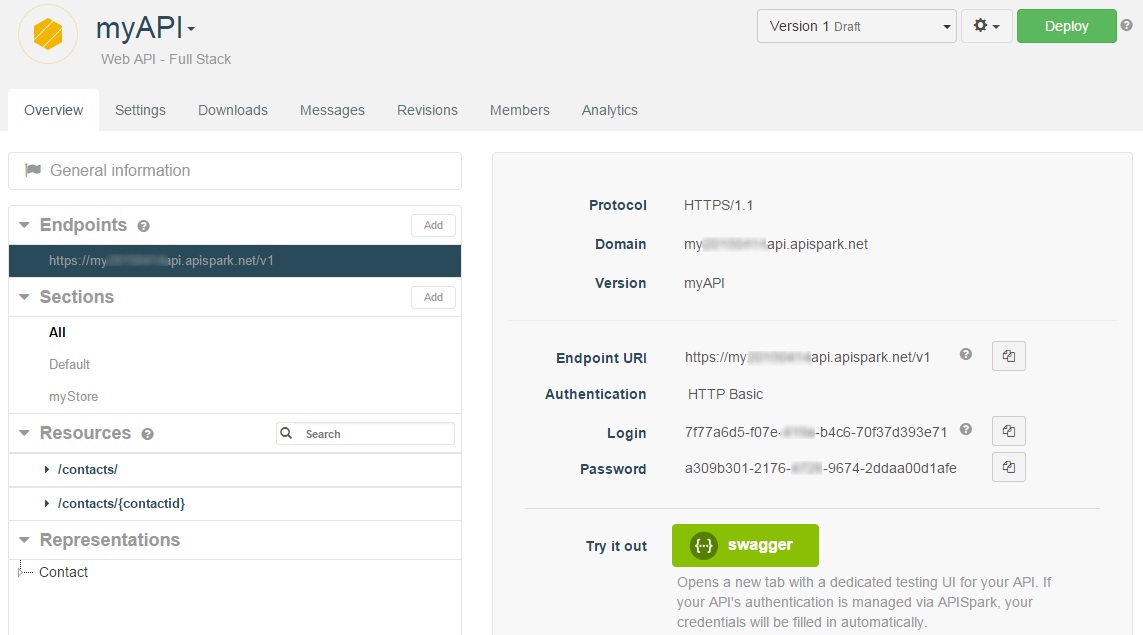 myAPI
Web API - Full Stack
Version 1 Draft
Deploy
Overview Settings Downloads Messages Revisions Members Analytics
General information
Endpoints
Add
https://my api.apispark.net/v1
Sections
Add
All
Default
myStore
Resources
Search
/contacts/
/contacts/{contactid}
Representations
Contact
Protocol HTTPS/1.1
Domain my api.apispark.net
Version myAPI
Endpoint URI https://my api.apispark.net/v1
Authentication HTTP Basic
Login 7f77a6d5-f07e- -b4c6-70f37d393e71
Password a309b301-2176- -9674-2ddaa00d1afe
Try it out {··} swagger
Opens a new tab with a dedicated testing UI for your API. If
your API's authentication is managed via APISpark, your
credentials will be filled in automatically.